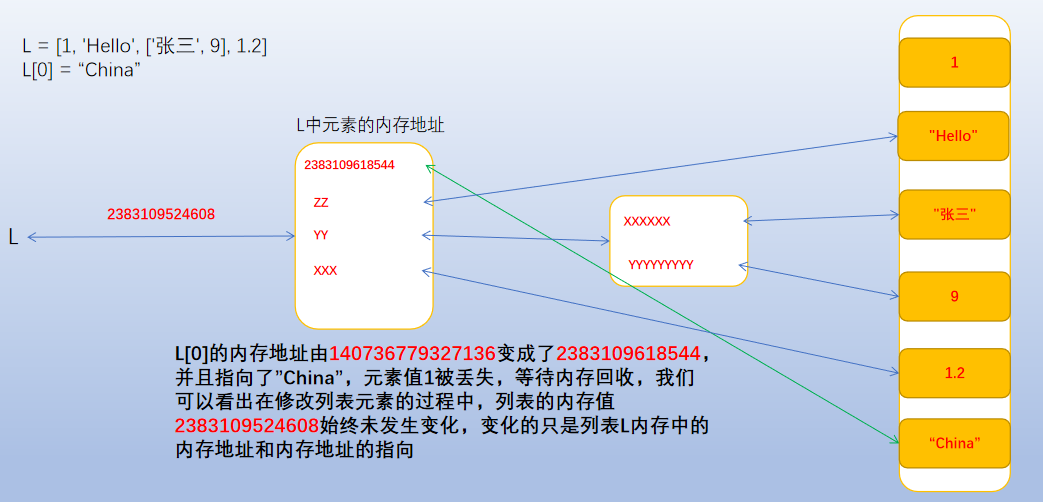 L = [1, 'Hello', ['张三', 9], 1.2]
L[0] = “China”
L中元素的内存地址
2383109618544
ZZ
YY
XXX
2383109524608
L
XXXXXX
YYYYYYYYY
1
"Hello"
"张三"
9
1.2
“China”
L[0]的内存地址由140736779327136变成了2383109618544，
并且指向了”China”，元素值1被丢失，等待内存回收，我们
可以看出在修改列表元素的过程中，列表的内存值
2383109524608始终未发生变化，变化的只是列表L内存中的
内存地址和内存地址的指向